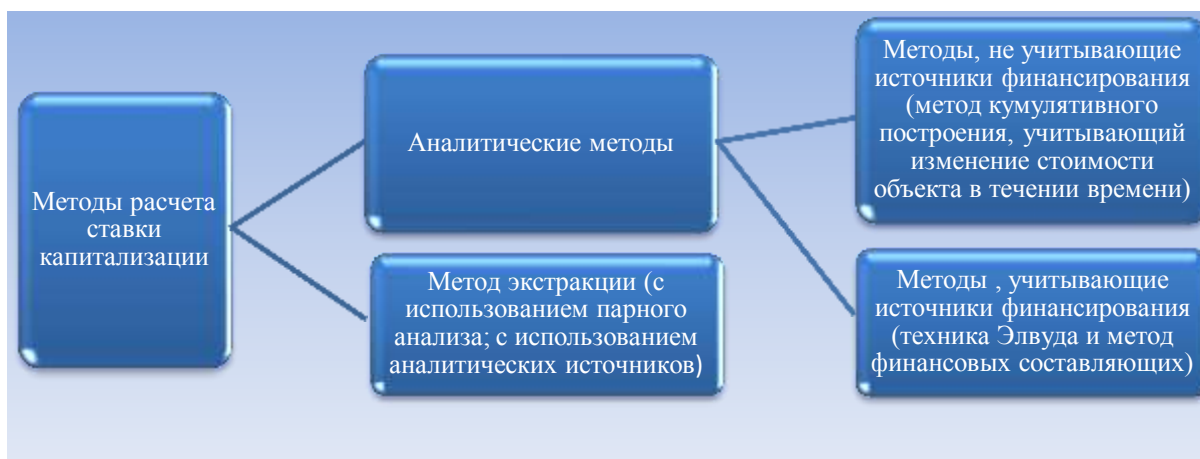 Методы расчета
ставки
капитализации
Аналитические методы
Метод экстракции (с
использованием парного
анализа; с использованием
аналитических источников)
Методы, не учитывающие
источники финансирования
(метод кумулятивного
построения, учитывающий
изменение стоимости
объекта в течении времени)
Методы , учитывающие
источники финансирования
(техника Элвуда и метод
финансовых составляющих)